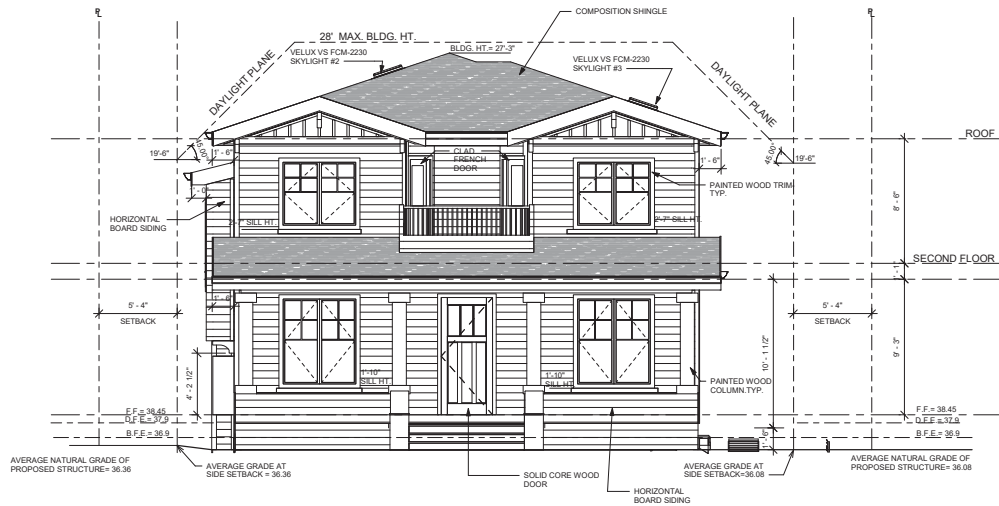 PL
PL
COMPOSITION SHINGLE
28' MAX. BLDG. HT.
BLDG. HT.= 27'-3"
VELUX VS FCM-2230
SKYLIGHT #2
VELUX VS FCM-2230
SKYLIGHT #3
DAYLIGHT PLANE
DAYLIGHT PLANE
ROOF
45.00°
19'-6"
1' - 6"
CLAD
FRENCH
DOOR
1' - 6"
45.00°
19'-6"
PAINTED WOOD TRIM
TYP.
1' - 0"
HORIZONTAL
BOARD SIDING
2'-7" SILL HT.
2'-7" SILL HT.
8' - 6"
SECOND FLOOR
1' - 1"
1' - 6"
5' - 4"
SETBACK
5' - 4"
SETBACK
10' - 1 1/2"
9' - 3"
4' - 2 1/2"
1'-10"
SILL HT.
1'-10"
SILL HT.
PAINTED WOOD
COLUMN.TYP.
F.F.= 38.45
D.F.E.= 37.9
B.F.E.= 36.9
F.F.= 38.45
D.F.E.= 37.9
B.F.E.= 36.9
1' - 6"
AVERAGE NATURAL GRADE OF
PROPOSED STRUCTURE= 36.36
AVERAGE GRADE AT
SIDE SETBACK = 36.36
SOLID CORE WOOD
DOOR
HORIZONTAL
BOARD SIDING
AVERAGE GRADE AT
SIDE SETBACK=36.08
AVERAGE NATURAL GRADE OF
PROPOSED STRUCTURE= 36.08